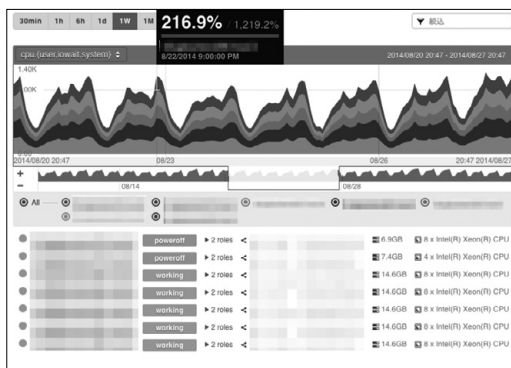 30min 1h 6h 1d 1W 1M
216.9% / 1,219.2%
8/22/2014 9:00:00 PM
cpu {user,iowait,system}
2014/08/20 20:47 - 2014/08/27 20:47
1.40K
0.00
2014/08/20 20:47 08/23 08/26 20:47 2014/08/27
+
−
08/14 08/28
All
poweroff 2 roles 6.9GB 8 x Intel(R) Xeon(R) CPU
poweroff 2 roles 7.4GB 4 x Intel(R) Xeon(R) CPU
working 2 roles 14.6GB 8 x Intel(R) Xeon(R) CPU
working 2 roles 14.6GB 8 x Intel(R) Xeon(R) CPU
working 2 roles 14.6GB 8 x Intel(R) Xeon(R) CPU
working 2 roles 14.6GB 8 x Intel(R) Xeon(R) CPU
working 2 roles 14.6GB 8 x Intel(R) Xeon(R) CPU